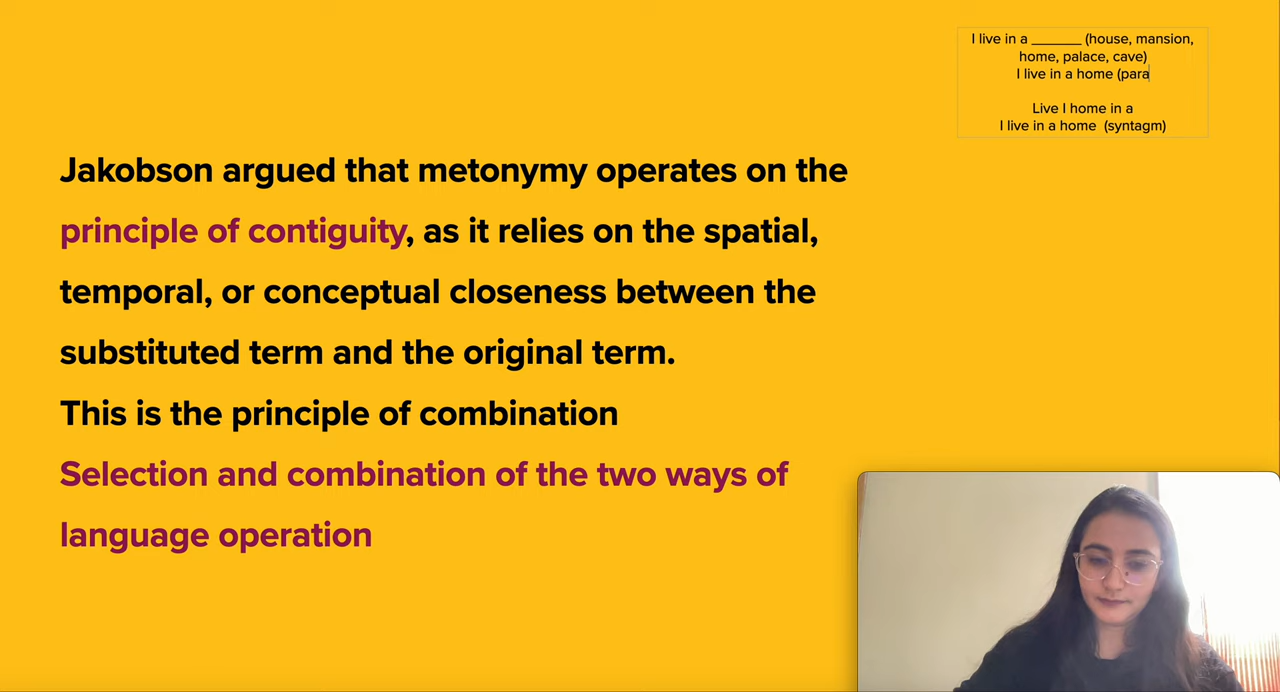 I live in a ______ (house, mansion,
home, palace, cave)
I live in a home (para
Live I home in a
I live in a home (syntagm)
Jakobson argued that metonymy operates on the
principle of contiguity, as it relies on the spatial,
temporal, or conceptual closeness between the
substituted term and the original term.
This is the principle of combination
Selection and combination of the two ways of
language operation